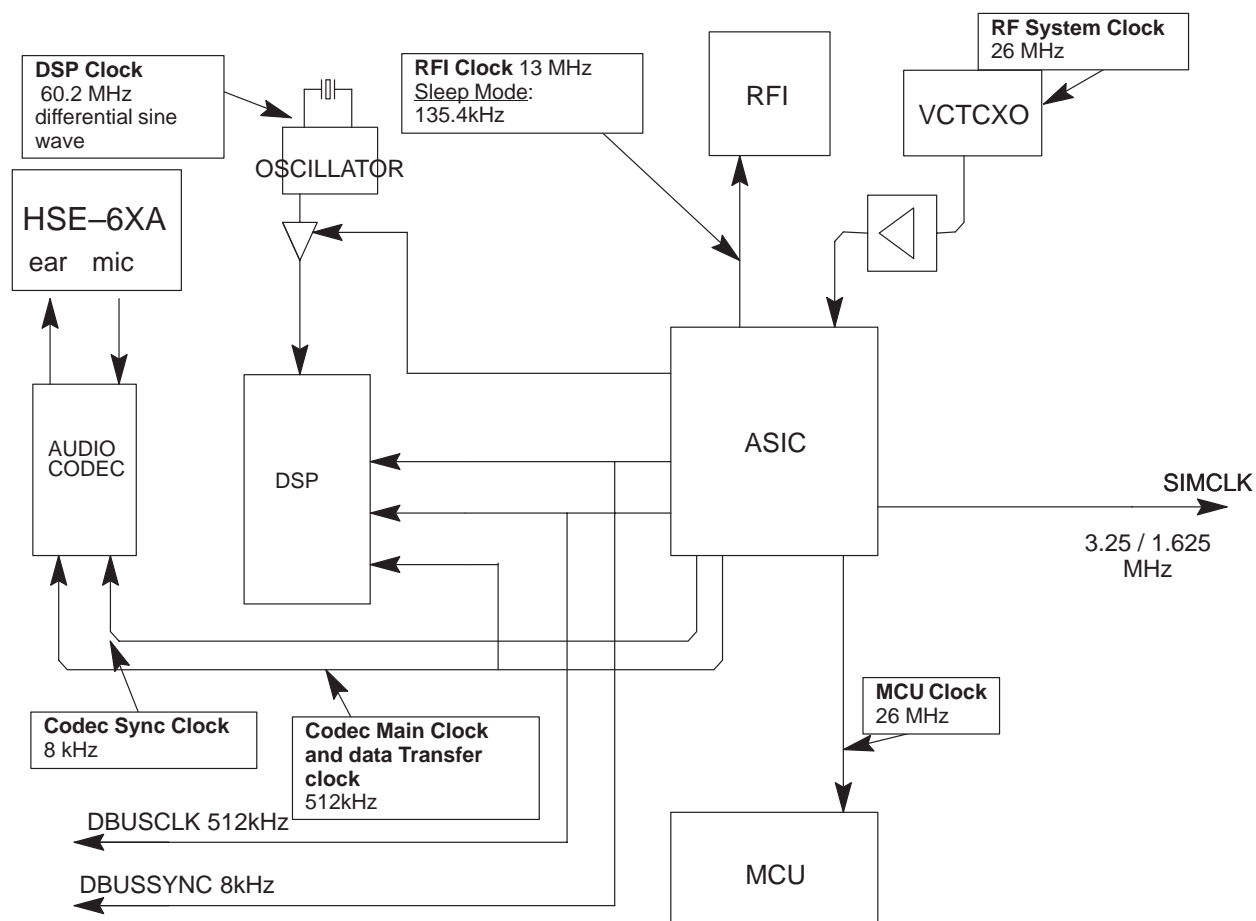 RF System Clock
26 MHz
DSP Clock
60.2 MHz
differential sine
wave
RFI Clock 13 MHz
Sleep Mode:
135.4kHz
RFI
VCTCXO
OSCILLATOR
HSE–6XA
ear mic
AUDIO
CODEC
DSP
ASIC
SIMCLK
3.25 / 1.625
MHz
MCU Clock
26 MHz
Codec Sync Clock
8 kHz
Codec Main Clock
and data Transfer
clock
512kHz
DBUSCLK 512kHz
DBUSSYNC 8kHz
MCU